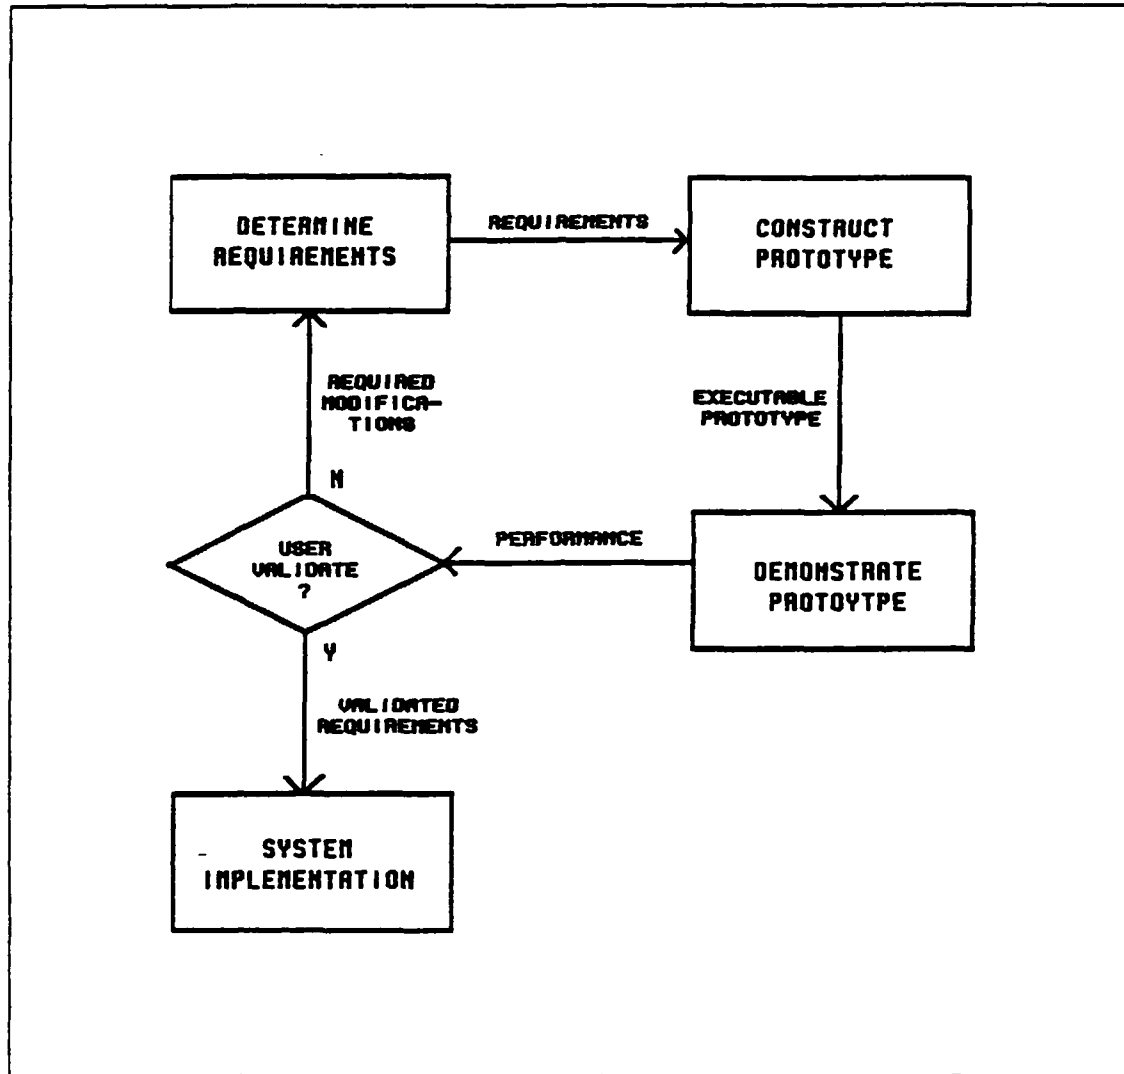 DETERMINE
REQUIREMENTS
REQUIREMENTS
CONSTRUCT
PROTOTYPE
REQUIRED
MODIFICA-
TIONS
EXECUTABLE
PROTOTYPE
N
USER
VALIDATE
?
PERFORMANCE
DEMONSTRATE
PROTOYTPE
Y
VALIDATED
REQUIREMENTS
SYSTEM
IMPLEMENTATION